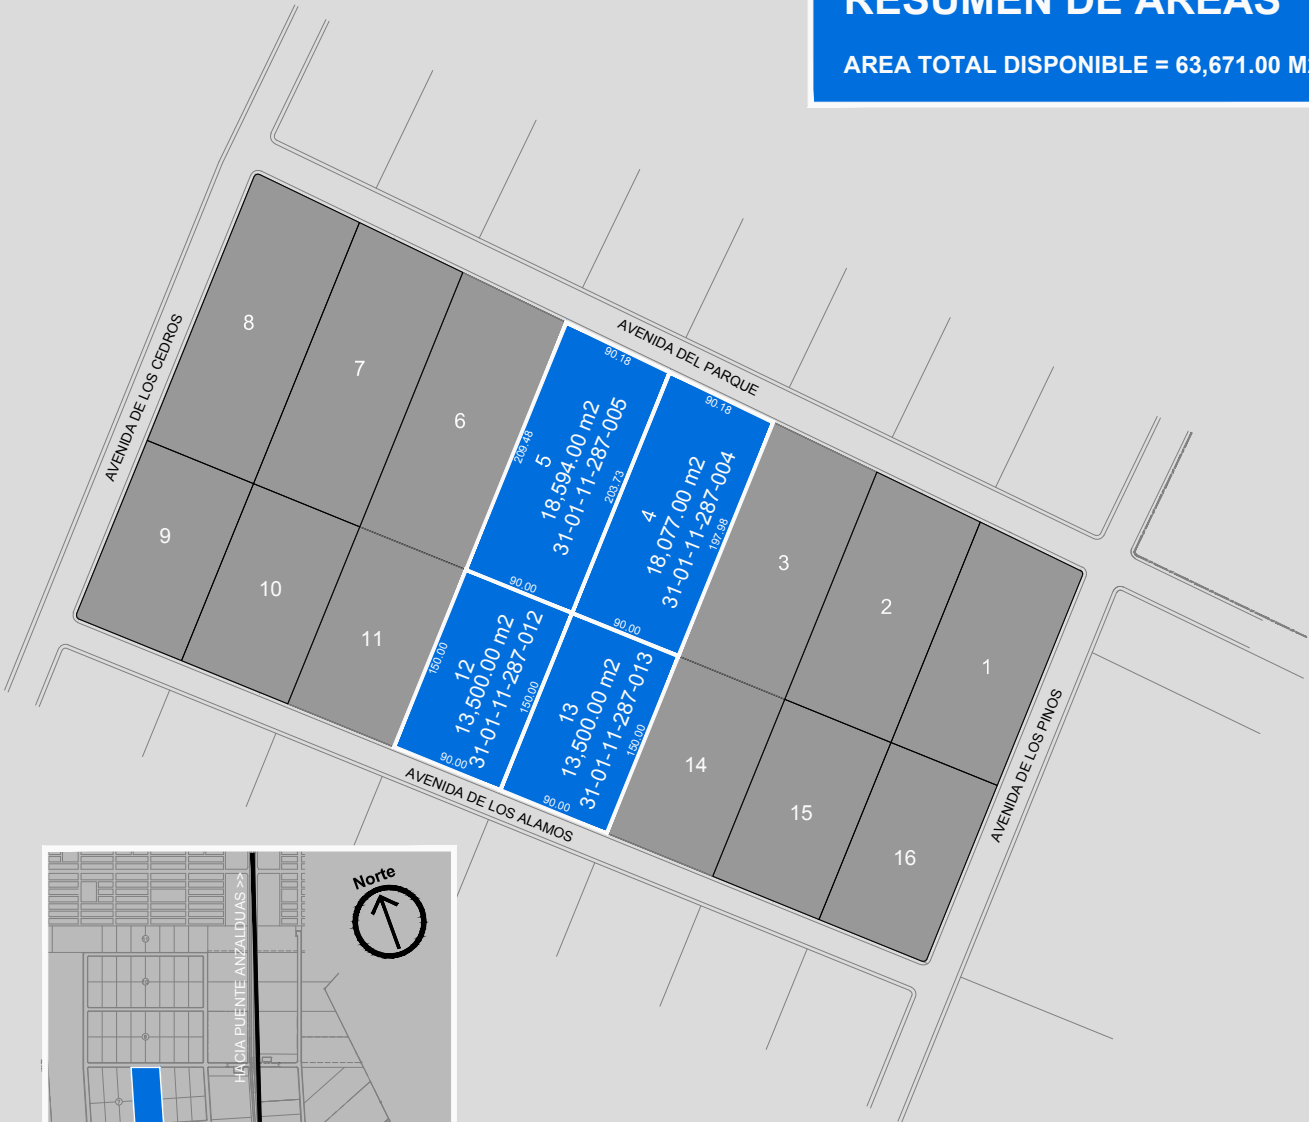 RESUMEN DE AREAS
AREA TOTAL DISPONIBLE = 63,671.00 M
AVENIDA DE LOS CEDROS
AVENIDA DEL PARQUE
AVENIDA DE LOS ALAMOS
AVENIDA DE LOS PINOS
8
7
6
9
10
11
90.18
209.48
5
18,594.00 m2
31-01-11-287-005
203.73
90.00
90.18
4
18,077.00 m2
31-01-11-287-004
197.98
90.00
150.00
12
13,500.00 m2
31-01-11-287-012
150.00
90.00
13
13,500.00 m2
31-01-11-287-013
150.00
90.00
3
2
1
14
15
16
Norte
HACIA PUENTE ANZALDUAS >>